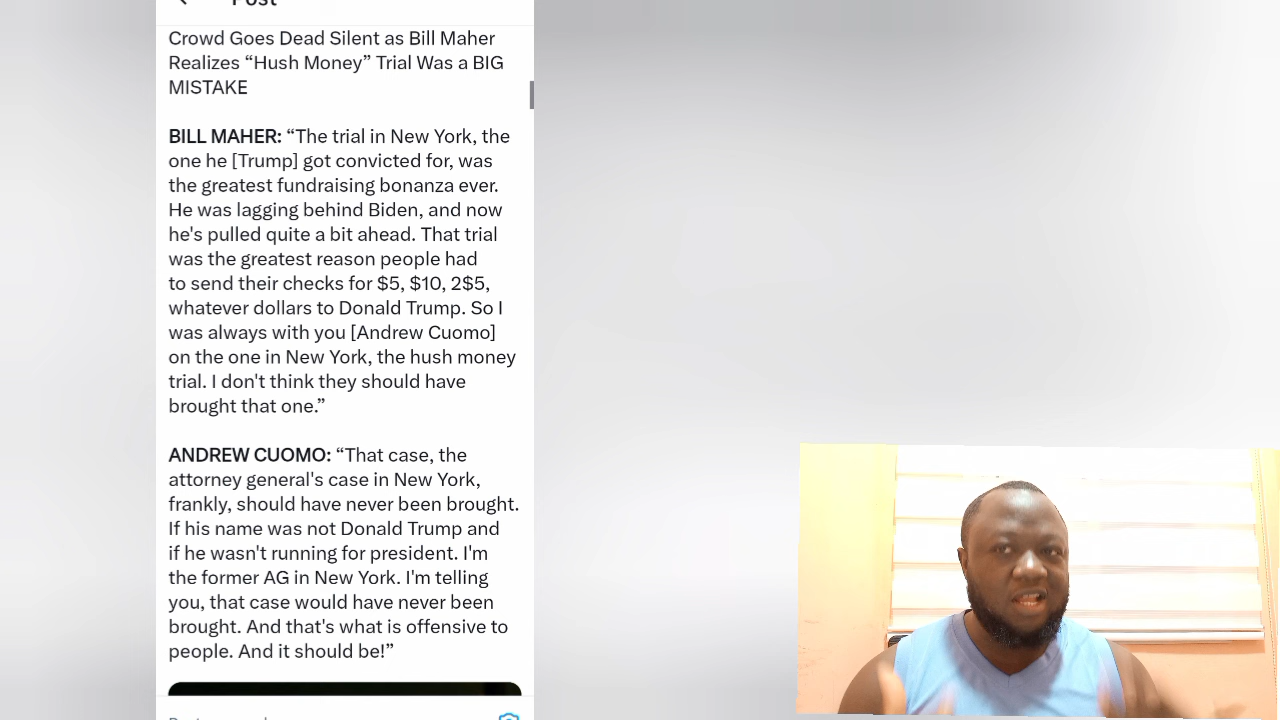 Post
Crowd Goes Dead Silent as Bill Maher
Realizes “Hush Money” Trial Was a BIG
MISTAKE
BILL MAHER: “The trial in New York, the
one he [Trump] got convicted for, was
the greatest fundraising bonanza ever.
He was lagging behind Biden, and now
he's pulled quite a bit ahead. That trial
was the greatest reason people had
to send their checks for $5, $10, 2$5,
whatever dollars to Donald Trump. So I
was always with you [Andrew Cuomo]
on the one in New York, the hush money
trial. I don't think they should have
brought that one.”
ANDREW CUOMO: “That case, the
attorney general's case in New York,
frankly, should have never been brought.
If his name was not Donald Trump and
if he wasn't running for president. I'm
the former AG in New York. I'm telling
you, that case would have never been
brought. And that's what is offensive to
people. And it should be!”